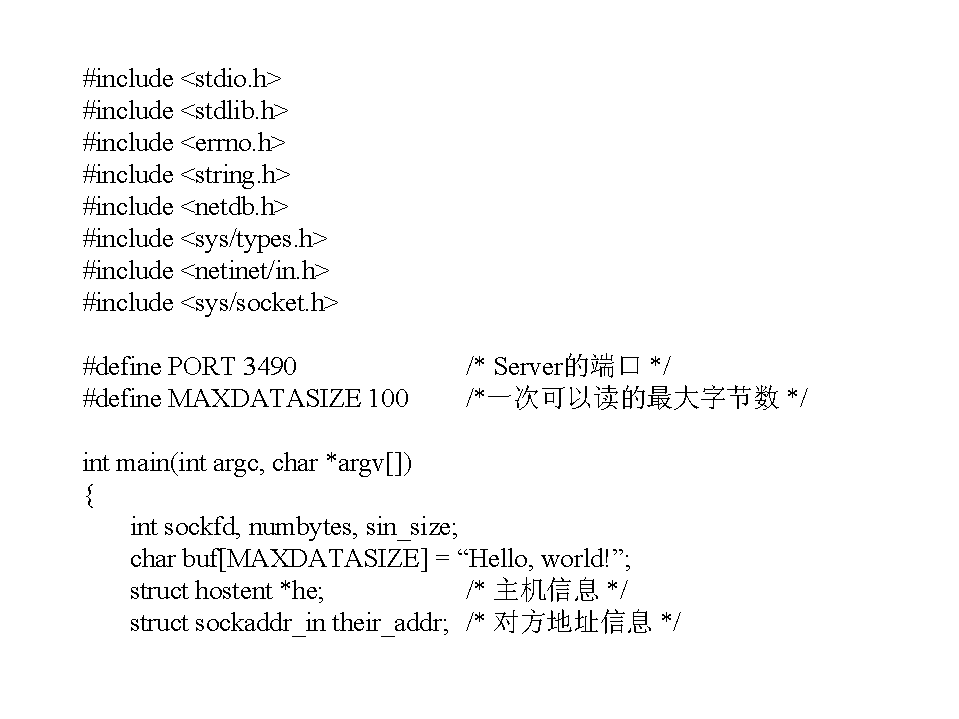 #include <stdio.h>
#include <stdlib.h>
#include <errno.h>
#include <string.h>
#include <netdb.h>
#include <sys/types.h>
#include <netinet/in.h>
#include <sys/socket.h>
#define PORT 3490 /* Server的端口 */
#define MAXDATASIZE 100 /*一次可以读的最大字节数 */
int main(int argc, char *argv[])
{
int sockfd, numbytes, sin_size;
char buf[MAXDATASIZE] = “Hello, world!”;
struct hostent *he; /* 主机信息 */
struct sockaddr_in their_addr; /* 对方地址信息 */